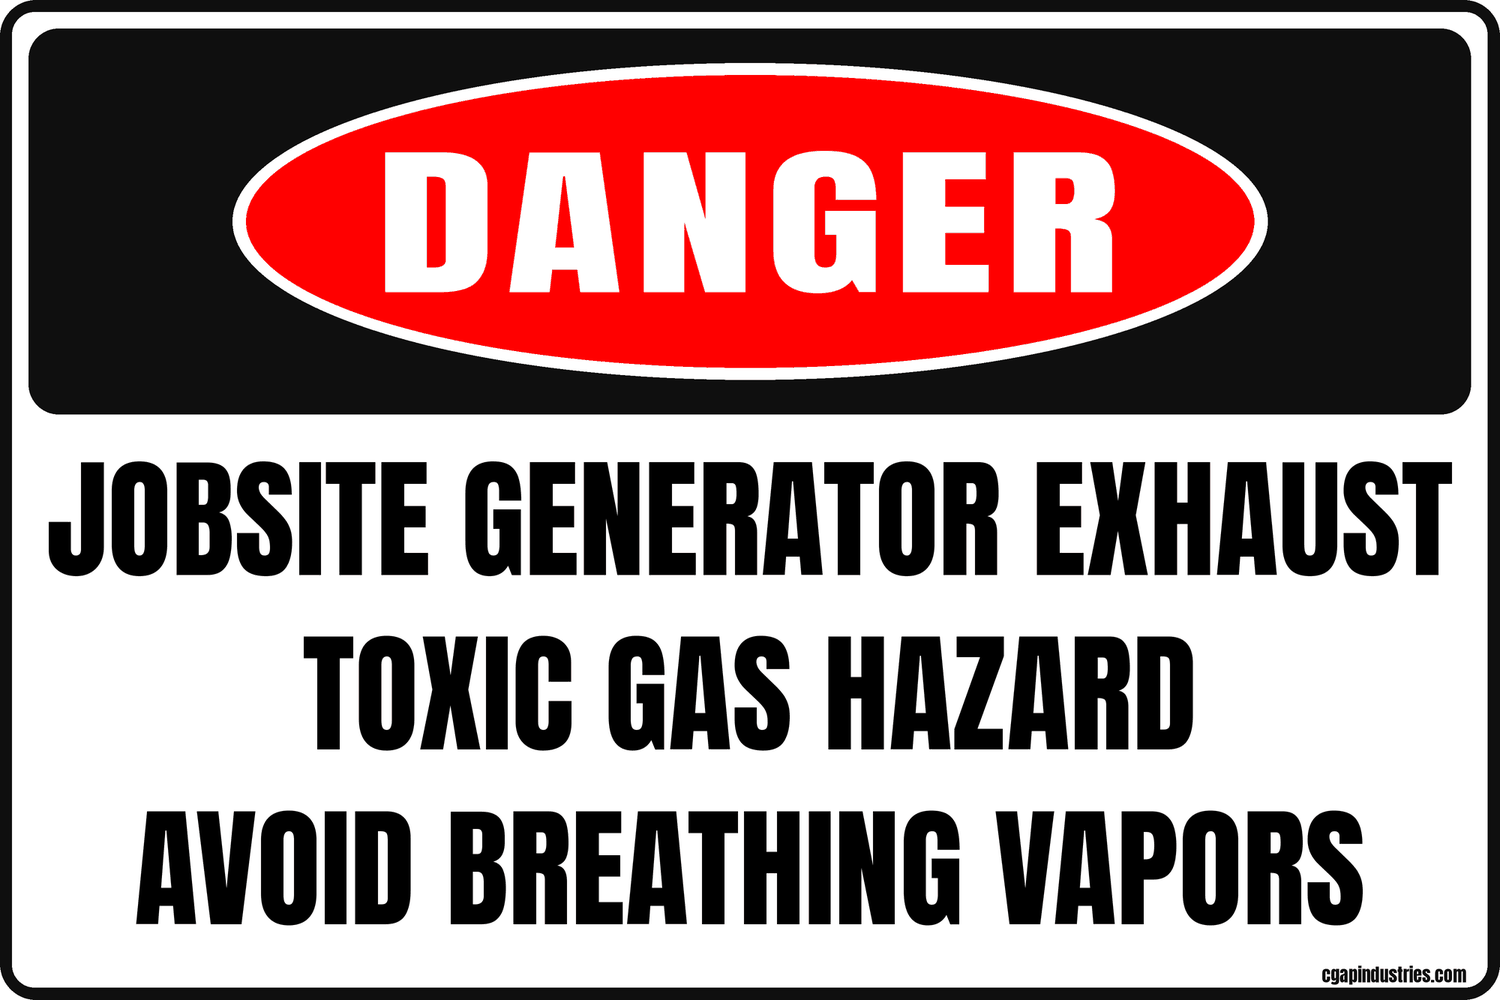 DANGER
JOBSITE GENERATOR EXHAUST
TOXIC GAS HAZARD
AVOID BREATHING VAPORS
cgapindustries.com